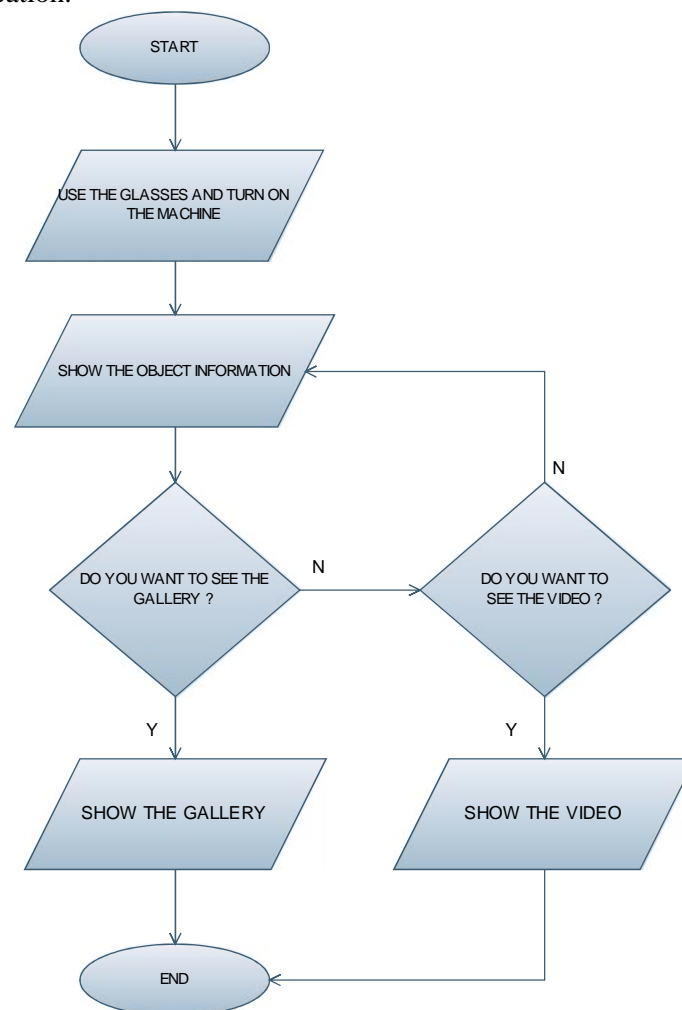 START
USE THE GLASSES AND TURN ON
THE MACHINE
SHOW THE OBJECT INFORMATION
N
DO YOU WANT TO SEE THE
GALLERY ?
N
DO YOU WANT TO
SEE THE VIDEO ?
Y
Y
SHOW THE GALLERY
SHOW THE VIDEO
END